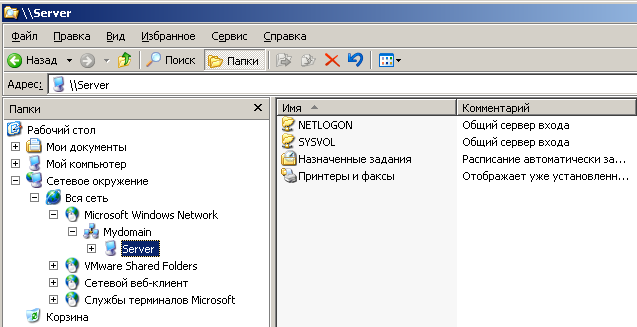 \\Server
Файл Правка Вид Избранное Сервис Справка
Назад Поиск Папки
Адрес: \\Server
Папки
Рабочий стол
Мои документы
Мой компьютер
Сетевое окружение
Вся сеть
Microsoft Windows Network
Mydomain
Server
VMware Shared Folders
Сетевой веб-клиент
Службы терминалов Microsoft
Корзина
Имя Комментарий
NETLOGON Общий сервер входа
SYSVOL Общий сервер входа
Назначенные задания Расписание автоматически за...
Принтеры и факсы Отображает уже установленн...